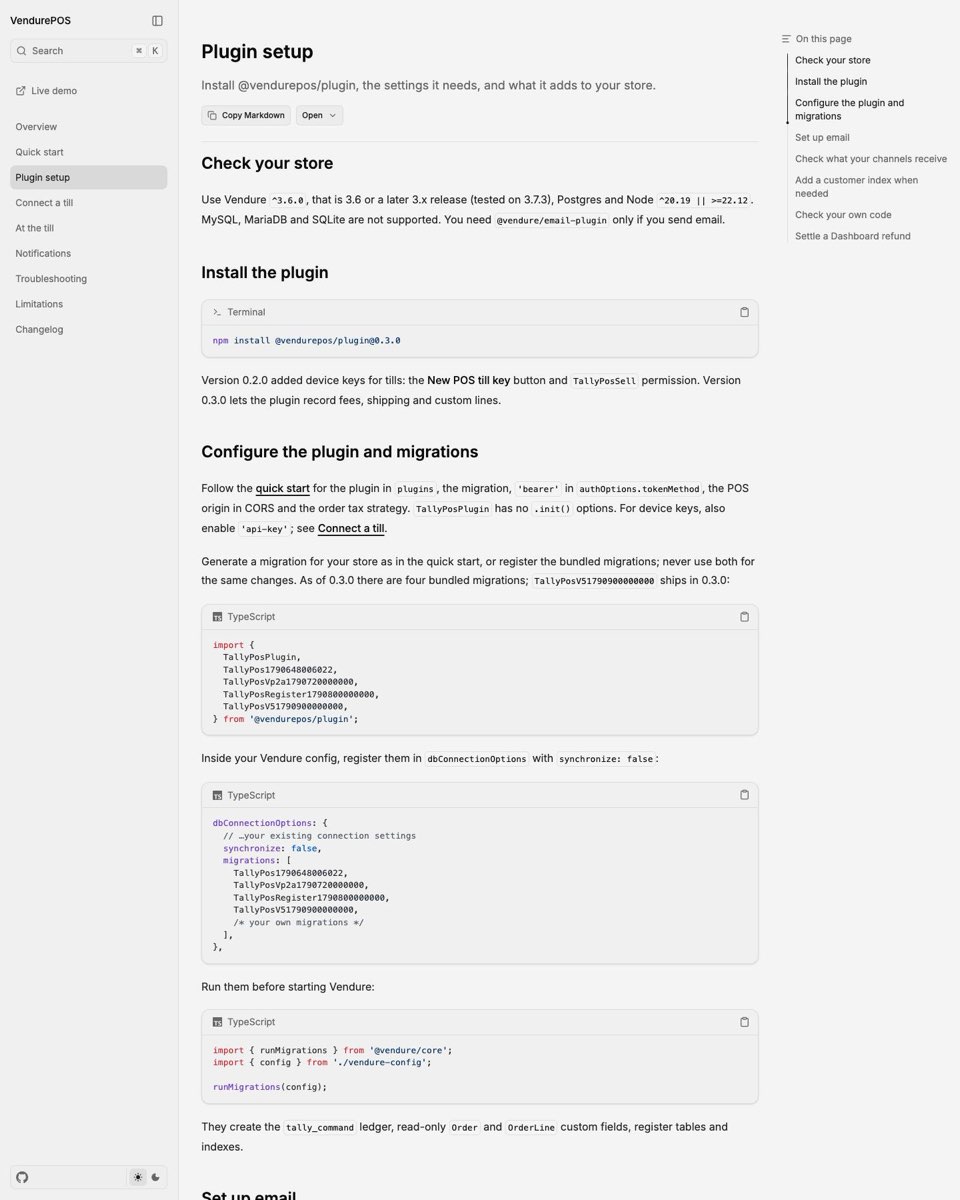 VendurePOS
Search ⌘ K
Live demo
Overview
Quick start
Plugin setup
Connect a till
At the till
Notifications
Troubleshooting
Limitations
Changelog
Plugin setup
Install @vendurepos/plugin, the settings it needs, and what it adds to your store.
Copy Markdown
Open
Check your store
Use Vendure ^3.6.0, that is 3.6 or a later 3.x release (tested on 3.7.3), Postgres and Node ^20.19 || >=22.12.
MySQL, MariaDB and SQLite are not supported. You need @vendure/email-plugin only if you send email.
Install the plugin
Terminal
npm install @vendurepos/plugin@0.3.0
Version 0.2.0 added device keys for tills: the New POS till key button and TallyPosSell permission. Version
0.3.0 lets the plugin record fees, shipping and custom lines.
Configure the plugin and migrations
Follow the quick start for the plugin in plugins, the migration, 'bearer' in authOptions.tokenMethod, the POS
origin in CORS and the order tax strategy. TallyPosPlugin has no .init() options. For device keys, also
enable 'api-key'; see Connect a till.
Generate a migration for your store as in the quick start, or register the bundled migrations; never use both for
the same changes. As of 0.3.0 there are four bundled migrations; TallyPosV51790900000000 ships in 0.3.0:
TypeScript
import {
  TallyPosPlugin,
  TallyPos1790648006022,
  TallyPosVp2a1790720000000,
  TallyPosRegister1790800000000,
  TallyPosV51790900000000,
} from '@vendurepos/plugin';
Inside your Vendure config, register them in dbConnectionOptions with synchronize: false:
TypeScript
dbConnectionOptions: {
  // …your existing connection settings
  synchronize: false,
  migrations: [
    TallyPos1790648006022,
    TallyPosVp2a1790720000000,
    TallyPosRegister1790800000000,
    TallyPosV51790900000000,
    /* your own migrations */
  ],
},
Run them before starting Vendure:
TypeScript
import { runMigrations } from '@vendure/core';
import { config } from './vendure-config';
runMigrations(config);
They create the tally_command ledger, read-only Order and OrderLine custom fields, register tables and
indexes.
Set up email
On this page
Check your store
Install the plugin
Configure the plugin and
migrations
Set up email
Check what your channels receive
Add a customer index when
needed
Check your own code
Settle a Dashboard refund